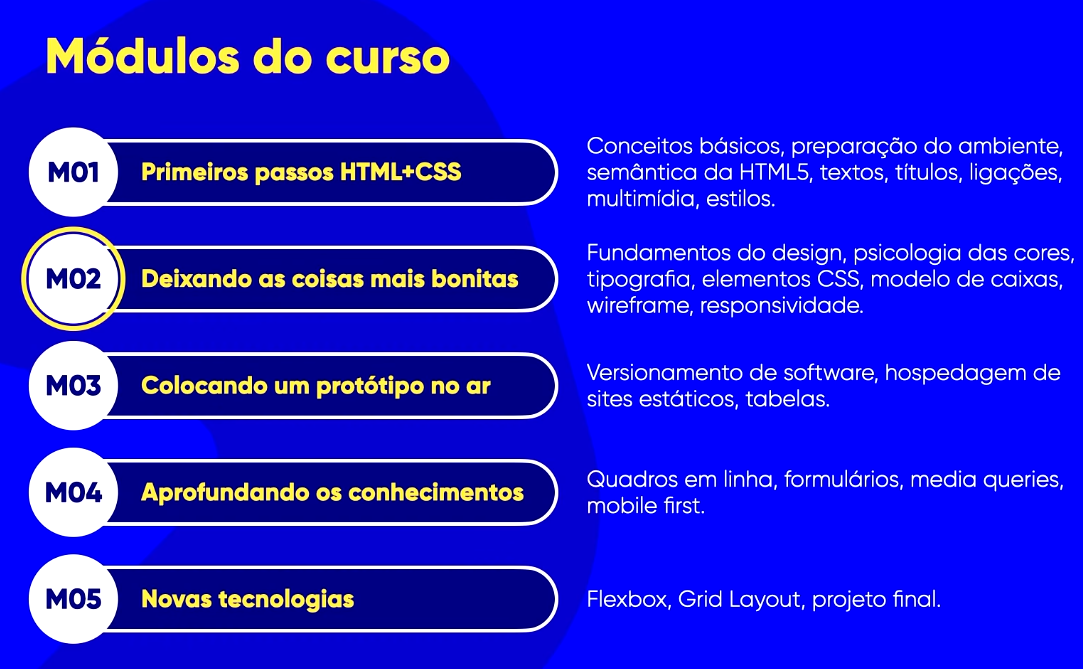 Módulos do curso
M01
Primeiros passos HTML+CSS
Conceitos básicos, preparação do ambiente,
semântica da HTML5, textos, títulos, ligações,
multimídia, estilos.
M02
Deixando as coisas mais bonitas
Fundamentos do design, psicologia das cores,
tipografia, elementos CSS, modelo de caixas,
wireframe, responsividade.
M03
Colocando um protótipo no ar
Versionamento de software, hospedagem de
sites estáticos, tabelas.
M04
Aprofundando os conhecimentos
Quadros em linha, formulários, media queries,
mobile first.
M05
Novas tecnologias
Flexbox, Grid Layout, projeto final.